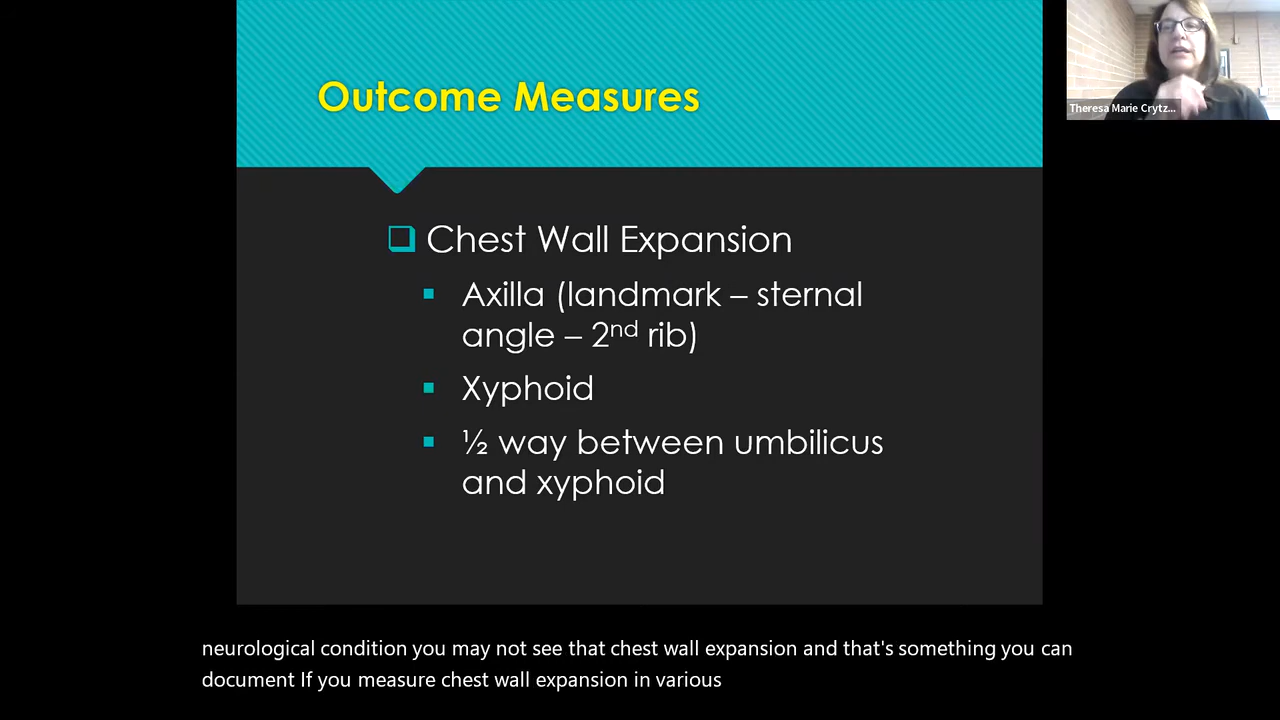 Outcome Measures
Theresa Marie Crytz...
Chest Wall Expansion
Axilla (landmark – sternal
angle – 2nd rib)
Xyphoid
½ way between umbilicus
and xyphoid
neurological condition you may not see that chest wall expansion and that's something you can
document If you measure chest wall expansion in various